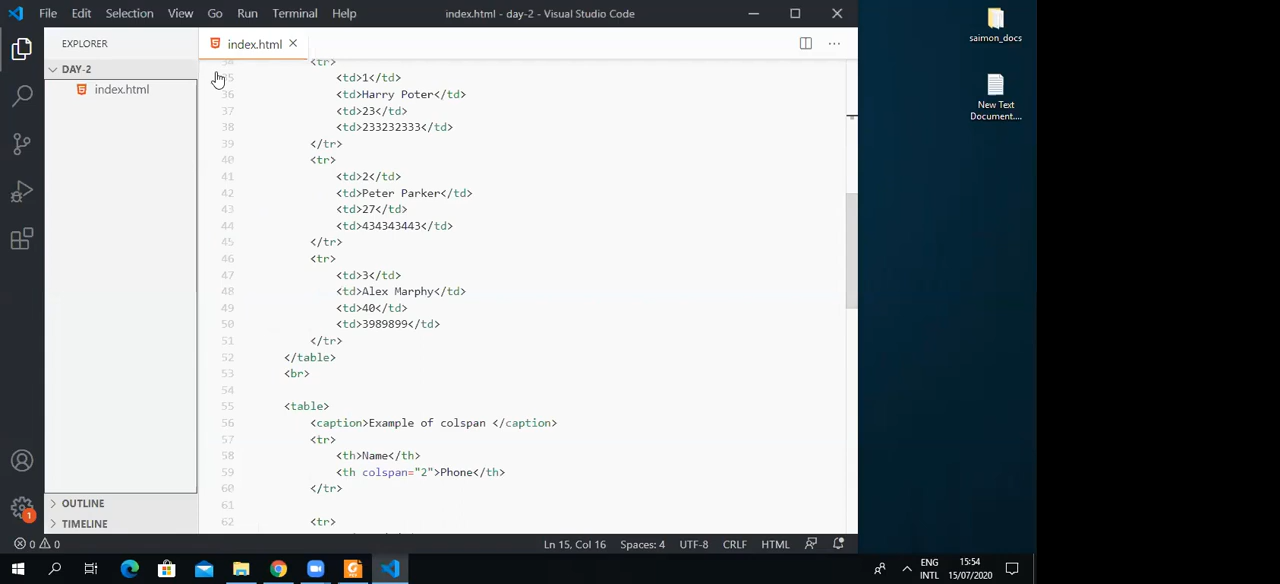 File Edit Selection View Go Run Terminal Help
index.html - day-2 - Visual Studio Code
saimon_docs
New Text
Document....
EXPLORER
DAY-2
index.html
OUTLINE
TIMELINE
index.html
34 <tr>
35 <td>1</td>
36 <td>Harry Poter</td>
37 <td>23</td>
38 <td>233232333</td>
39 </tr>
40 <tr>
41 <td>2</td>
42 <td>Peter Parker</td>
43 <td>27</td>
44 <td>434343443</td>
45 </tr>
46 <tr>
47 <td>3</td>
48 <td>Alex Marphy</td>
49 <td>40</td>
50 <td>3989899</td>
51 </tr>
52 </table>
53 <br>
54
55 <table>
56 <caption>Example of colspan </caption>
57 <tr>
58 <th>Name</th>
59 <th colspan="2">Phone</th>
60 </tr>
61
62 <tr>
1
0 0
Ln 15, Col 16 Spaces: 4 UTF-8 CRLF HTML
ENG
INTL
15:54
15/07/2020